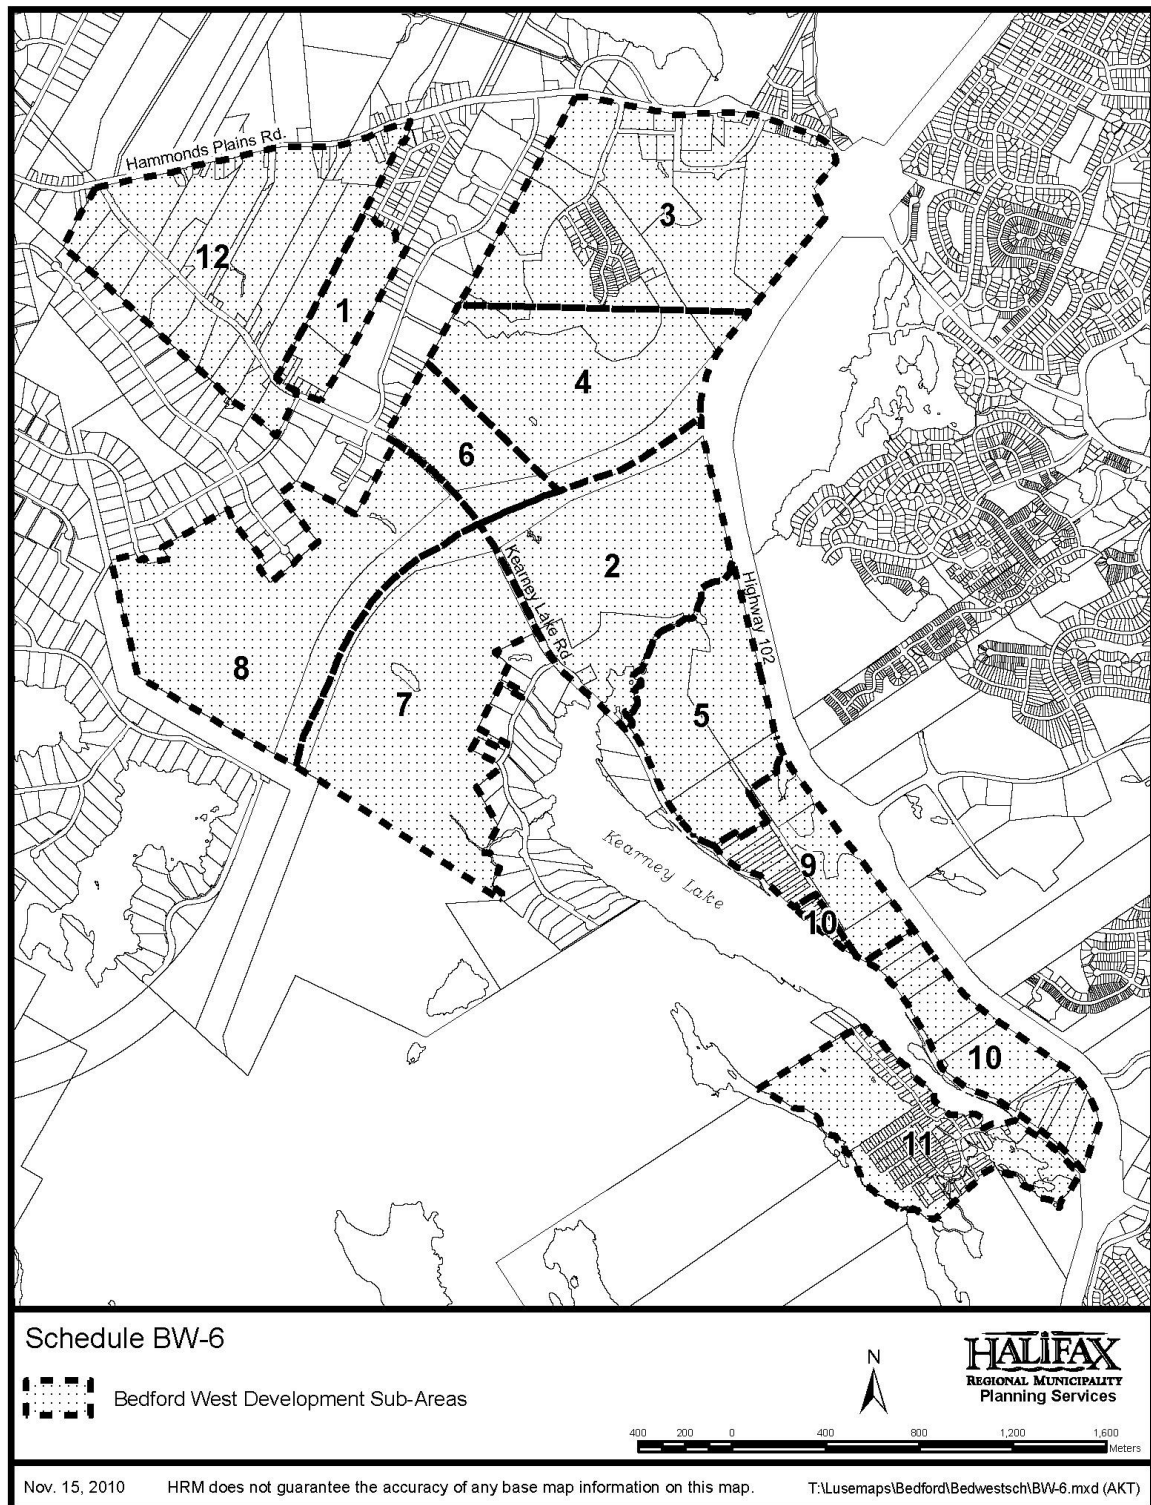 Hammonds Plains Rd.
3
12
1
4
6
2
Kearney Lake Rd
Highway 102
8
7
5
Kearney Lake
9
10
10
11
Schedule BW-6
Bedford West Development Sub-Areas
N
HALIFAX
REGIONAL MUNICIPALITY
Planning Services
400 200 0 400 800 1,200 1,600
Meters
Nov. 15, 2010 HRM does not guarantee the accuracy of any base map information on this map. T:\Lusemaps\Bedford\Bedwestsch\BW-6.mxd (AKT)